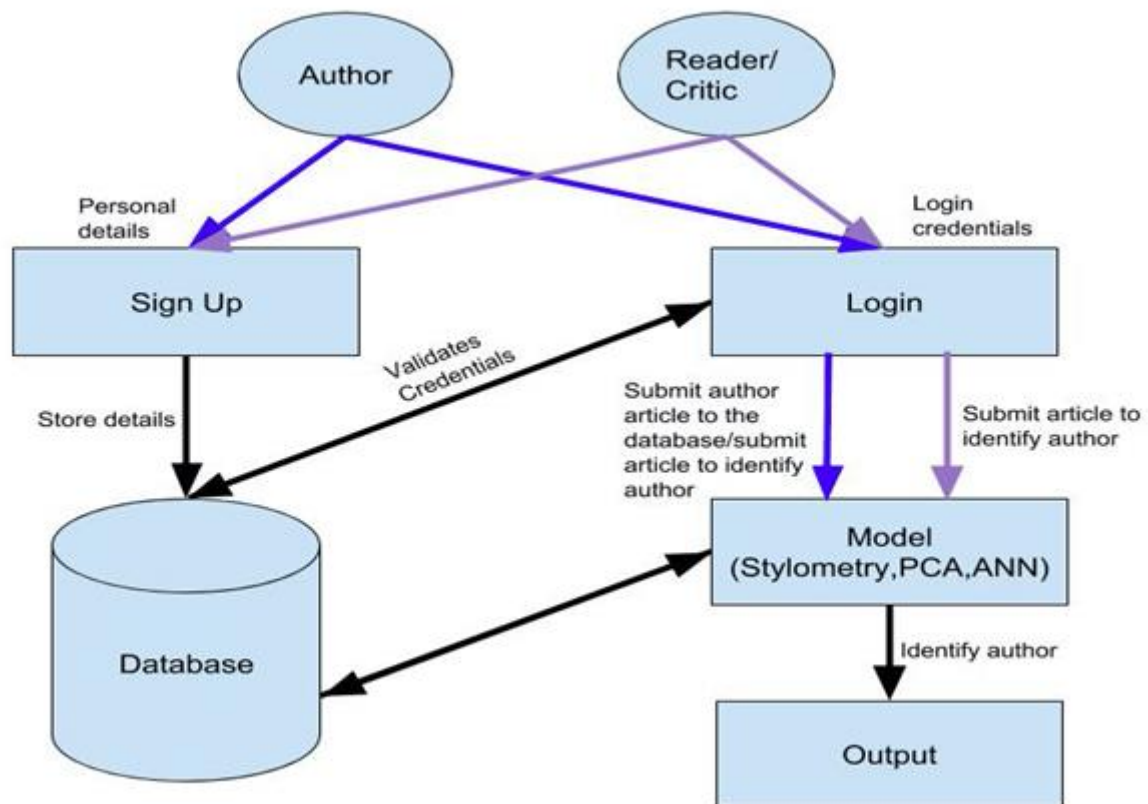 Author
Reader/
Critic
Personal
details
Login
credentials
Sign Up
Login
Validates
Credentials
Store details
Submit author
article to the
database/submit
article to identify
author
Submit article to
identify author
Model
(Stylometry,PCA,ANN)
Database
Identify author
Output